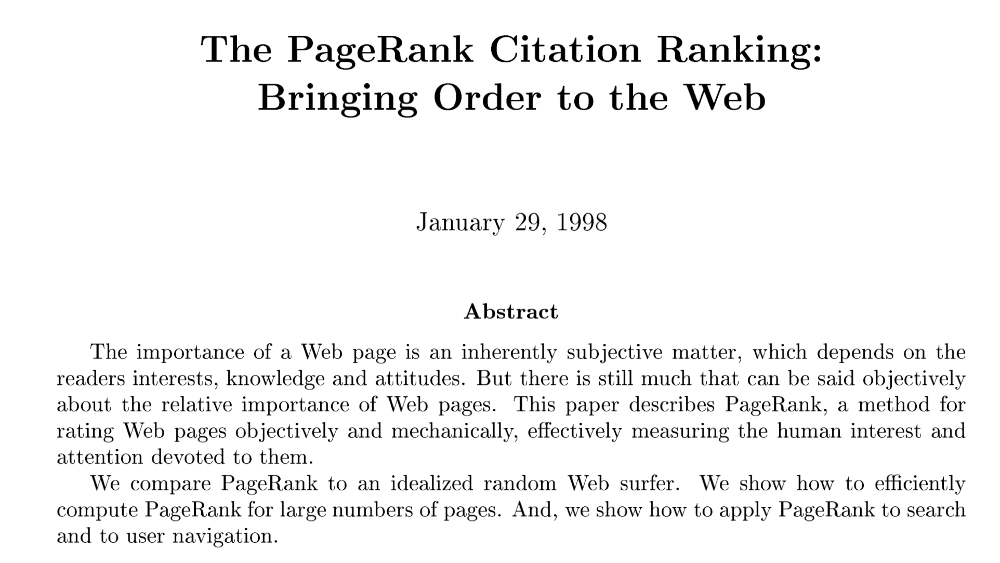 The PageRank Citation Ranking:
Bringing Order to the Web
January 29, 1998
Abstract
The importance of a Web page is an inherently subjective matter, which depends on the
readers interests, knowledge and attitudes. But there is still much that can be said objectively
about the relative importance of Web pages. This paper describes PageRank, a method for
rating Web pages objectively and mechanically, effectively measuring the human interest and
attention devoted to them.
We compare PageRank to an idealized random Web surfer. We show how to efficiently
compute PageRank for large numbers of pages. And, we show how to apply PageRank to search
and to user navigation.